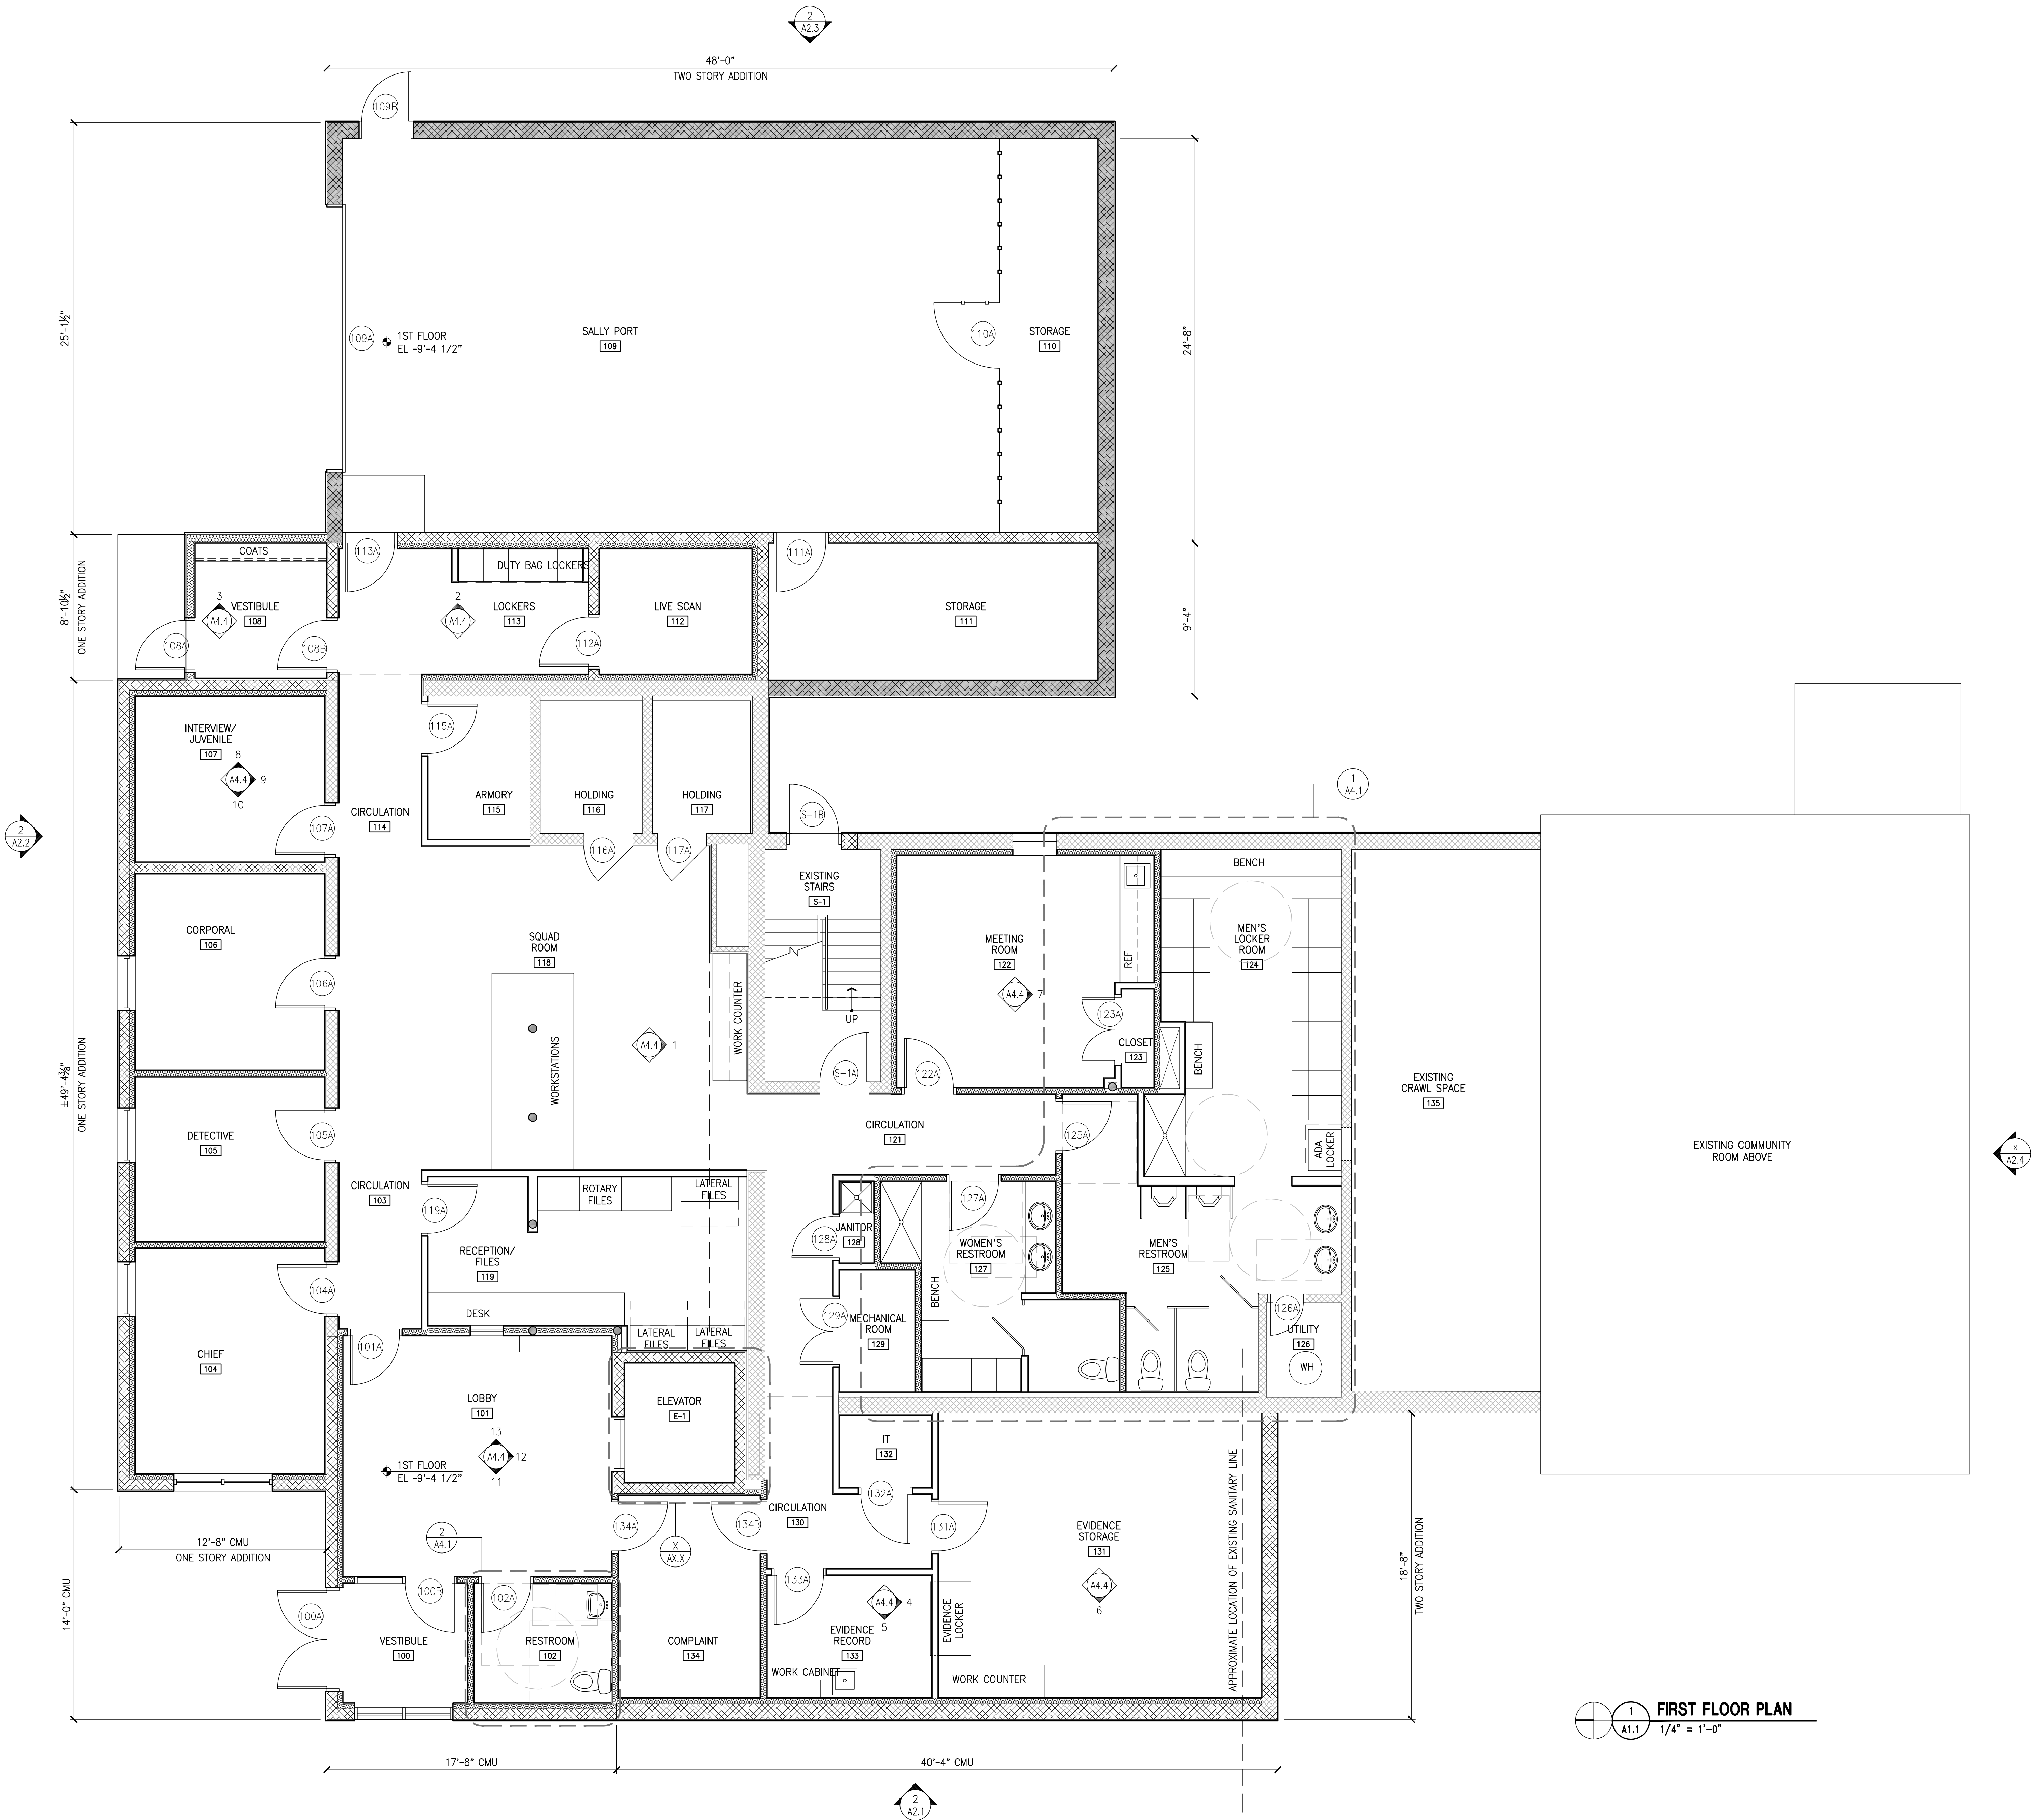 2
A2.3
48'-0"
TWO STORY ADDITION
109B
25'-1½"
109A
1ST FLOOR
EL -9'-4 1/2"
SALLY PORT
109
110A
STORAGE
110
24'-8"
8'-10½"
ONE STORY ADDITION
COATS
113A
DUTY BAG LOCKERS
111A
3
A4.4
VESTIBULE
108
2
A4.4
LOCKERS
113
LIVE SCAN
112
STORAGE
111
9'-4"
108A
108B
112A
INTERVIEW/
JUVENILE
107
8
A4.4
9
10
115A
CIRCULATION
114
ARMORY
115
HOLDING
116
HOLDING
117
S-1B
1
A4.1
2
A2.2
107A
116A
117A
EXISTING
STAIRS
S-1
BENCH
CORPORAL
106
SQUAD
ROOM
118
MEETING
ROOM
122
REF
MEN'S
LOCKER
ROOM
124
106A
WORK COUNTER
UP
A4.4
7
123A
CLOSET
123
BENCH
±49'-4⅜"
ONE STORY ADDITION
WORKSTATIONS
A4.4
1
S-1A
122A
EXISTING
CRAWL SPACE
135
DETECTIVE
105
105A
CIRCULATION
121
125A
ADA
LOCKER
EXISTING COMMUNITY
ROOM ABOVE
X
A2.4
CIRCULATION
103
119A
ROTARY
FILES
LATERAL
FILES
127A
RECEPTION/
FILES
119
128A
JANITOR
128
WOMEN'S
RESTROOM
127
MEN'S
RESTROOM
125
104A
DESK
129A
BENCH
MECHANICAL
ROOM
129
126A
UTILITY
126
WH
LATERAL
FILES
LATERAL
FILES
CHIEF
104
101A
LOBBY
101
ELEVATOR
E-1
13
A4.4
12
11
1ST FLOOR
EL -9'-4 1/2"
IT
132
132A
CIRCULATION
130
134A
134B
131A
EVIDENCE
STORAGE
131
A4.4
6
APPROXIMATE LOCATION OF EXISTING SANITARY LINE
18'-8"
TWO STORY ADDITION
12'-8" CMU
ONE STORY ADDITION
2
A4.1
X
AX.X
14'-0" CMU
100A
100B
102A
133A
A4.4
4
5
EVIDENCE
LOCKER
VESTIBULE
100
RESTROOM
102
COMPLAINT
134
EVIDENCE
RECORD
133
WORK CABINET
WORK COUNTER
1
A1.1
FIRST FLOOR PLAN
1/4" = 1'-0"
17'-8" CMU
40'-4" CMU
2
A2.1